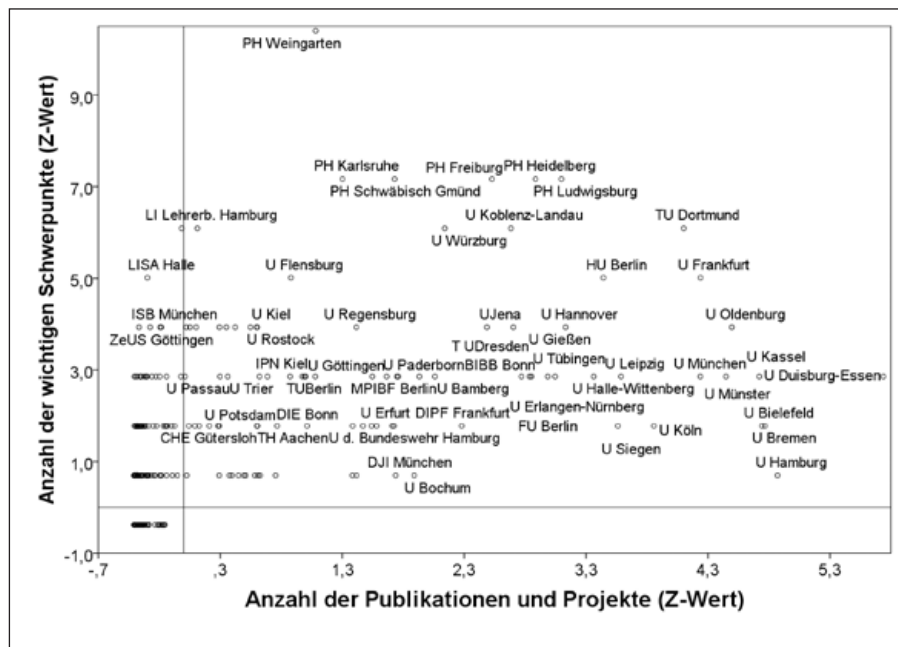 Anzahl der wichtigen Schwerpunkte (Z-Wert)
9,0
7,0
5,0
3,0
1,0
-1,0
PH Weingarten
PH Karlsruhe
PH Freiburg
PH Heidelberg
PH Schwäbisch Gmünd
PH Ludwigsburg
LI Lehrerb. Hamburg
U Koblenz-Landau
TU Dortmund
U Würzburg
LISA Halle
U Flensburg
HU Berlin
U Frankfurt
ISB München
U Kiel
U Regensburg
UJena
U Hannover
U Oldenburg
ZeUS Göttingen
U Rostock
T UDresden
U Gießen
IPN Kiel
U Göttingen
U Paderborn
BIBB Bonn
U Tübingen
U Leipzig
U München
U Kassel
U Duisburg-Essen
U Passau
U Trier
TUBerlin
MPIBF Berlin
U Bamberg
U Halle-Wittenberg
U Münster
U Potsdam
DIE Bonn
U Erfurt
DIPF Frankfurt
U Erlangen-Nürnberg
U Bielefeld
CHE Gütersloh
TH Aachen
U d. Bundeswehr Hamburg
FU Berlin
U Siegen
U Köln
U Bremen
DJI München
U Bochum
U Hamburg
-,7
,3
1,3
2,3
3,3
4,3
5,3
Anzahl der Publikationen und Projekte (Z-Wert)